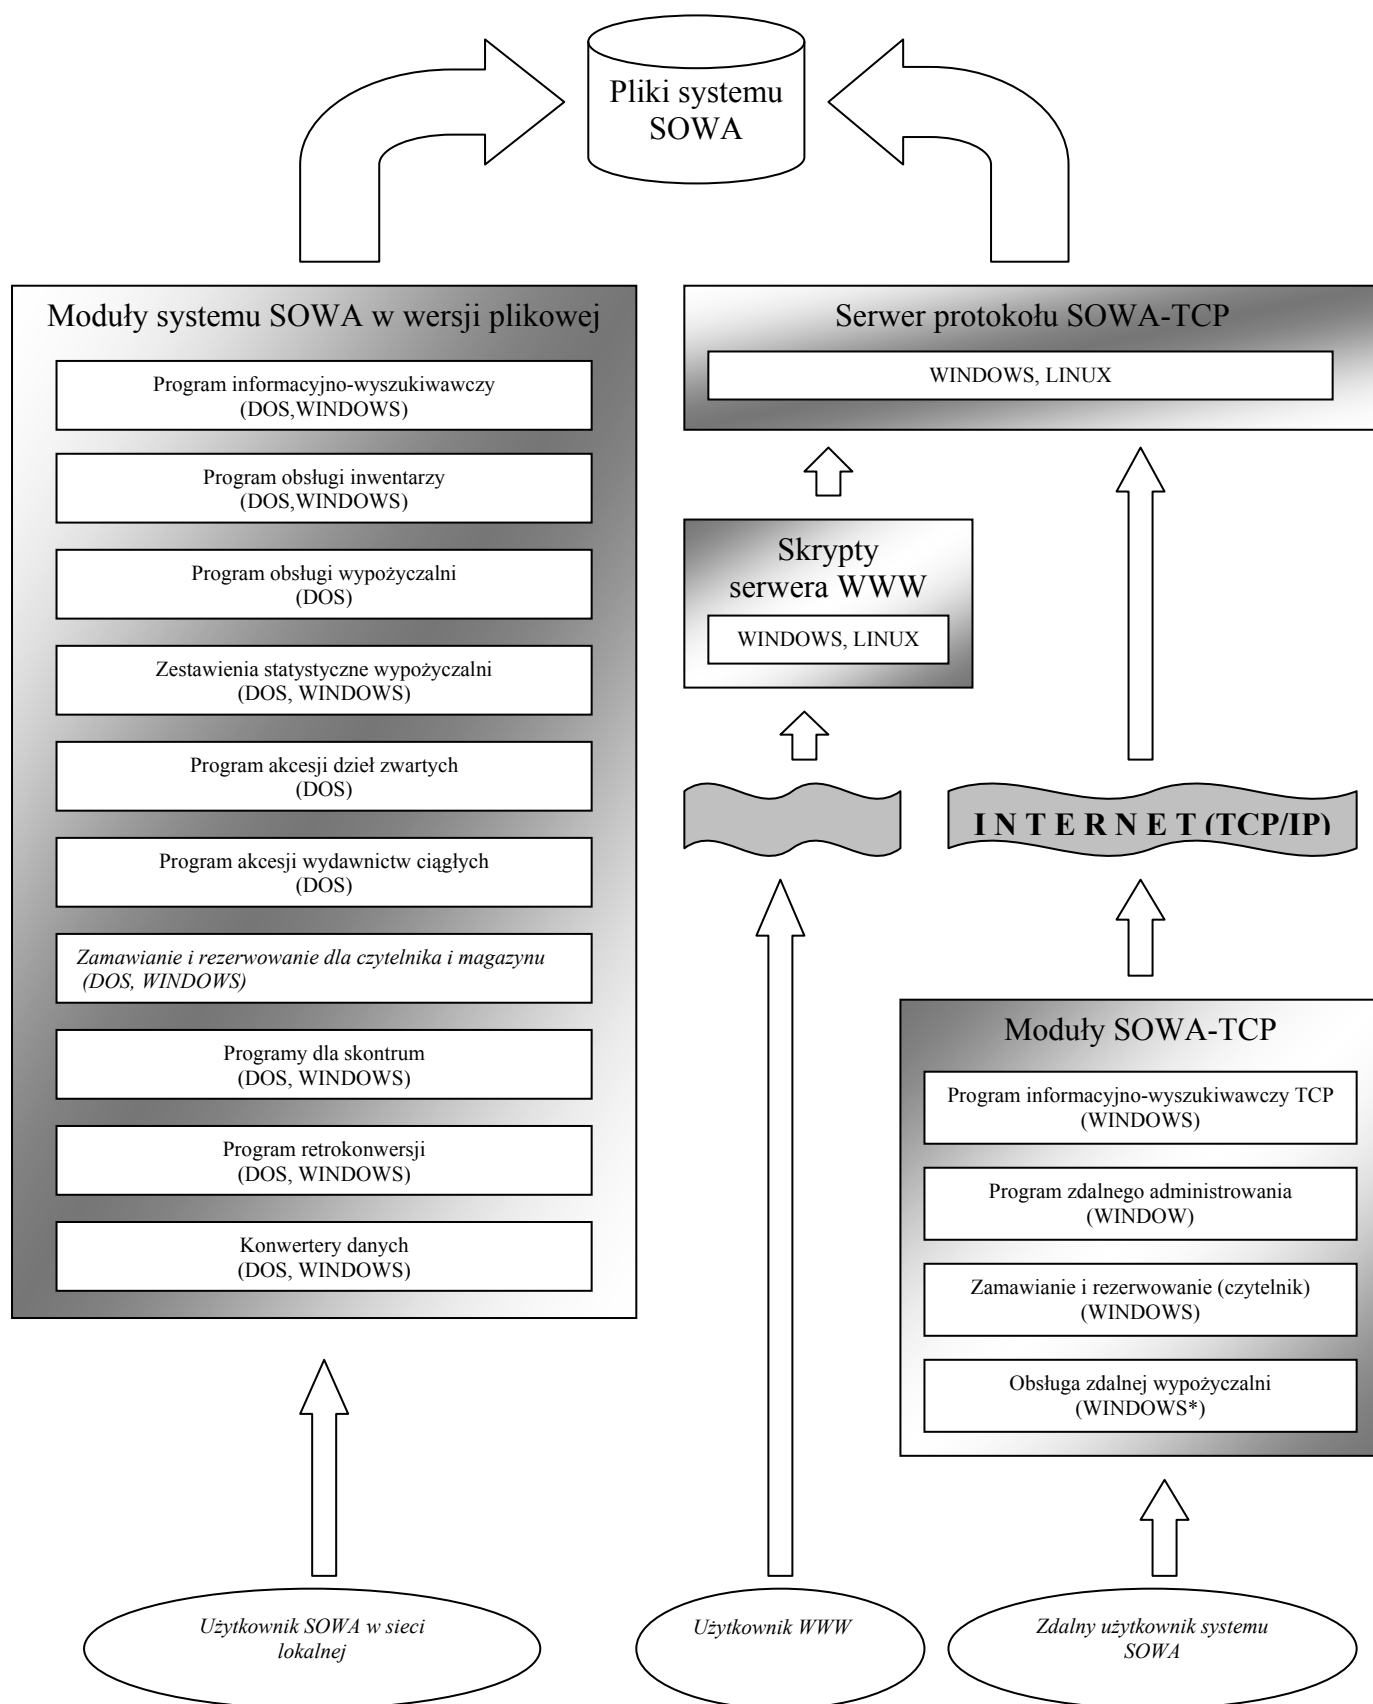 Pliki systemu
SOWA
Moduły systemu SOWA w wersji plikowej
Program informacyjno-wyszukiwawczy
(DOS,WINDOWS)
Program obsługi inwentarzy
(DOS,WINDOWS)
Program obsługi wypożyczalni
(DOS)
Zestawienia statystyczne wypożyczalni
(DOS, WINDOWS)
Program akcesji dzieł zwartych
(DOS)
Program akcesji wydawnictw ciągłych
(DOS)
Zamawianie i rezerwowanie dla czytelnika i magazynu
(DOS, WINDOWS)
Programy dla skontrum
(DOS, WINDOWS)
Program retrokonwersji
(DOS, WINDOWS)
Konwertery danych
(DOS, WINDOWS)
Użytkownik SOWA w sieci
lokalnej
Serwer protokołu SOWA-TCP
WINDOWS, LINUX
Skrypty
serwera WWW
WINDOWS, LINUX
I N T E R N E T (TCP/IP)
Moduły SOWA-TCP
Program informacyjno-wyszukiwawczy TCP
(WINDOWS)
Program zdalnego administrowania
(WINDOW)
Zamawianie i rezerwowanie (czytelnik)
(WINDOWS)
Obsługa zdalnej wypożyczalni
(WINDOWS*)
Użytkownik WWW
Zdalny użytkownik systemu
SOWA